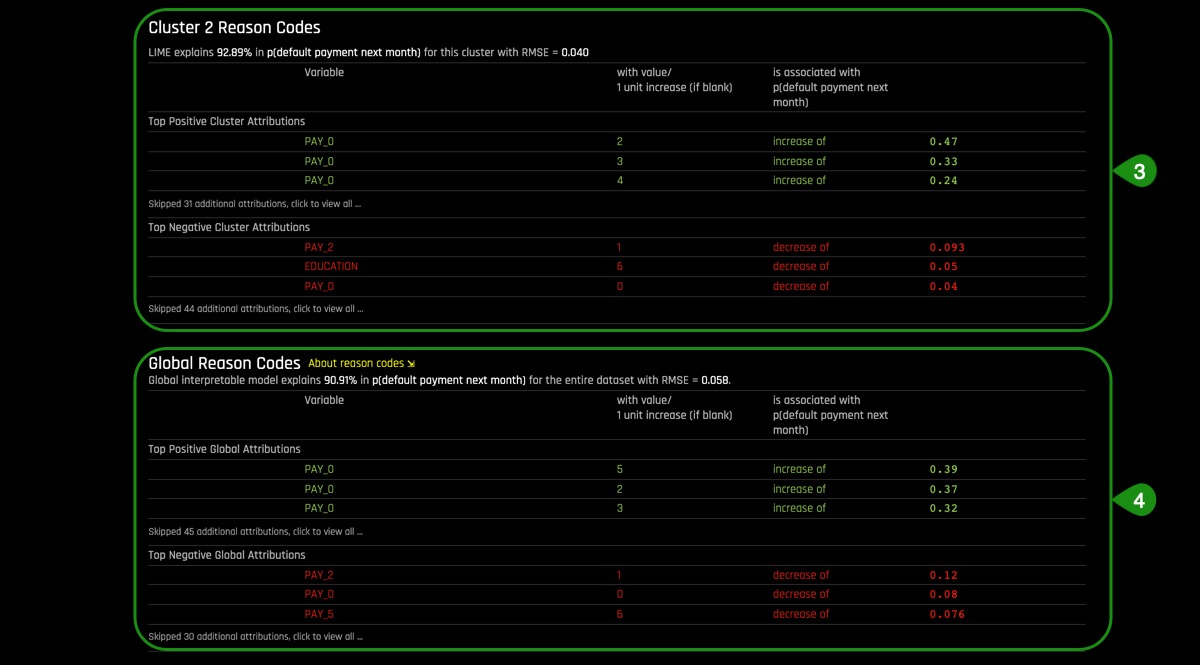 Cluster 2 Reason Codes
LIME explains 92.89% in p(default payment next month) for this cluster with RMSE = 0.040
Variable with value/ is associated with
1 unit increase (if blank) p(default payment next
month)
Top Positive Cluster Attributions
PAY_0 2 increase of 0.47
PAY_0 3 increase of 0.33
PAY_0 4 increase of 0.24
3
Skipped 31 additional attributions, click to view all ...
Top Negative Cluster Attributions
PAY_2 1 decrease of 0.093
EDUCATION 6 decrease of 0.05
PAY_0 0 decrease of 0.04
Skipped 44 additional attributions, click to view all ...
Global Reason Codes About reason codes ⇲
Global interpretable model explains 90.91% in p(default payment next month) for the entire dataset with RMSE = 0.058.
Variable with value/ is associated with
1 unit increase (if blank) p(default payment next
month)
Top Positive Global Attributions
PAY_0 5 increase of 0.39
PAY_0 2 increase of 0.37
PAY_0 3 increase of 0.32
4
Skipped 45 additional attributions, click to view all ...
Top Negative Global Attributions
PAY_2 1 decrease of 0.12
PAY_0 0 decrease of 0.08
PAY_5 6 decrease of 0.076
Skipped 30 additional attributions, click to view all ...